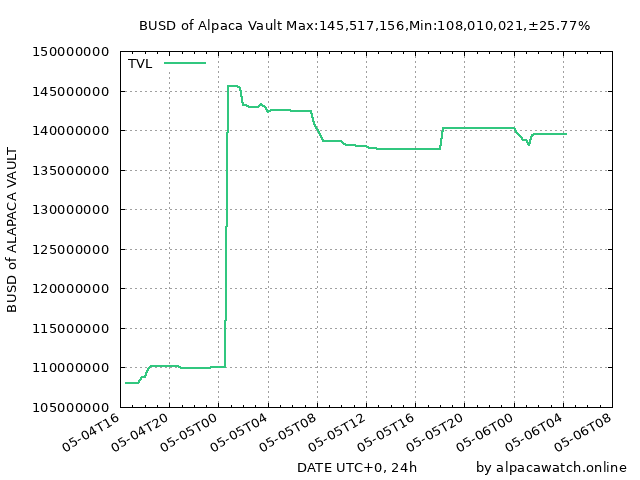 BUSD of Alpaca Vault Max:145,517,156,Min:108,010,021,±25.77%
TVL
150000000
145000000
140000000
135000000
130000000
125000000
120000000
115000000
110000000
105000000
BUSD of ALAPACA VAULT
05-04T16
05-04T20
05-05T00
05-05T04
05-05T08
05-05T12
05-05T16
05-05T20
05-06T00
05-06T04
05-06T08
DATE UTC+0, 24h
by alpacawatch.online